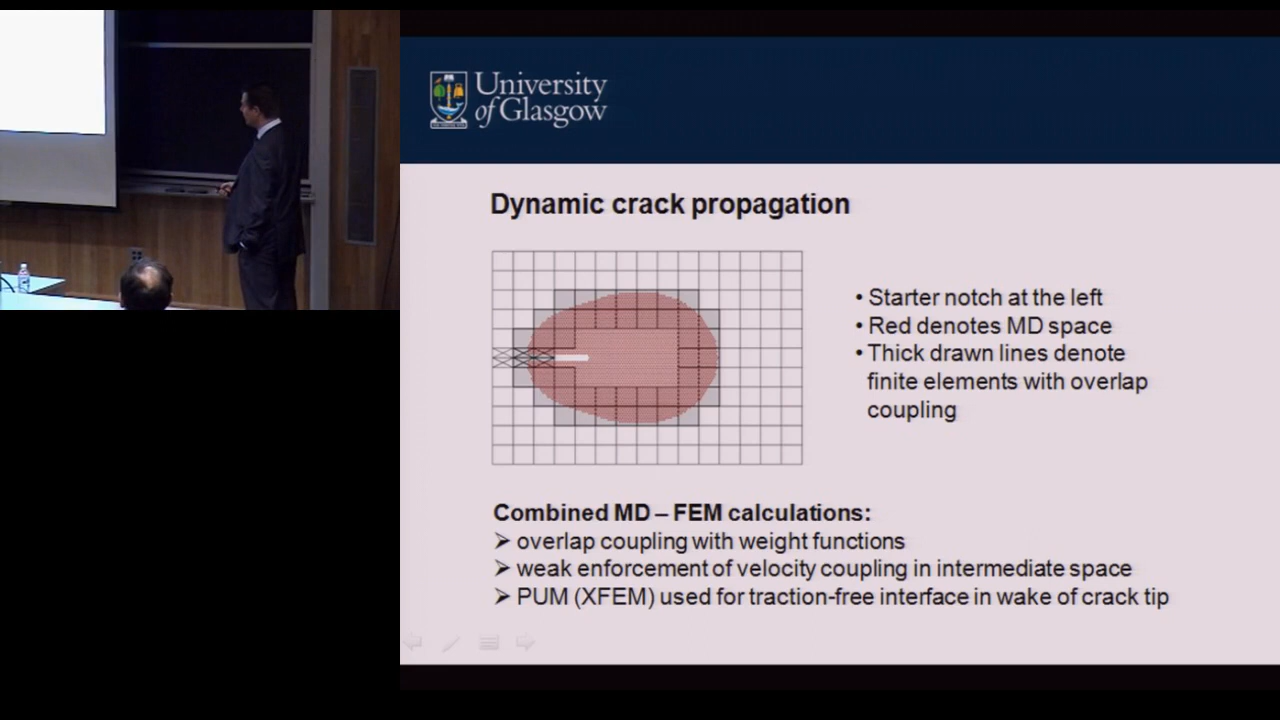 University
of Glasgow
Dynamic crack propagation
• Starter notch at the left
• Red denotes MD space
• Thick drawn lines denote
finite elements with overlap
coupling
Combined MD – FEM calculations:
➢ overlap coupling with weight functions
➢ weak enforcement of velocity coupling in intermediate space
➢ PUM (XFEM) used for traction-free interface in wake of crack tip